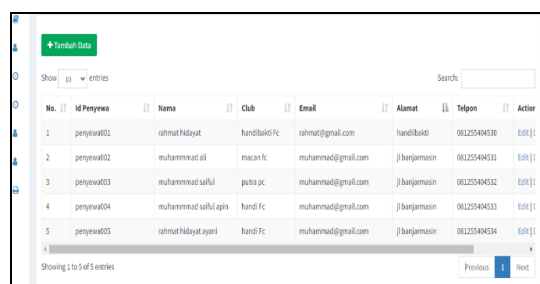 + Tambah Data
Show 10 entries Search:
No. Id Penyewa Nama Club Email Alamat Telpon Action
1 penyewa001 rahmat hidayat handibakti Fc rahmat@gmail.com handilbakti 081255404530 Edit |
2 penyewa002 muhammmad ali macan fc muhammad@gmail.com jl banjarmasin 081255404531 Edit |
3 penyewa003 muhammmad saiful putra pc muhammad@gmail.com jl banjarmasin 081255404532 Edit |
4 penyewa004 muhammmad saiful apin handi Fc muhammad@gmail.com jl banjarmasin 081255404533 Edit |
5 penyewa005 rahmat hidayat ayani handi Fc muhammad@gmail.com jl banjarmasin 081255404534 Edit |
Showing 1 to 5 of 5 entries Previous 1 Next